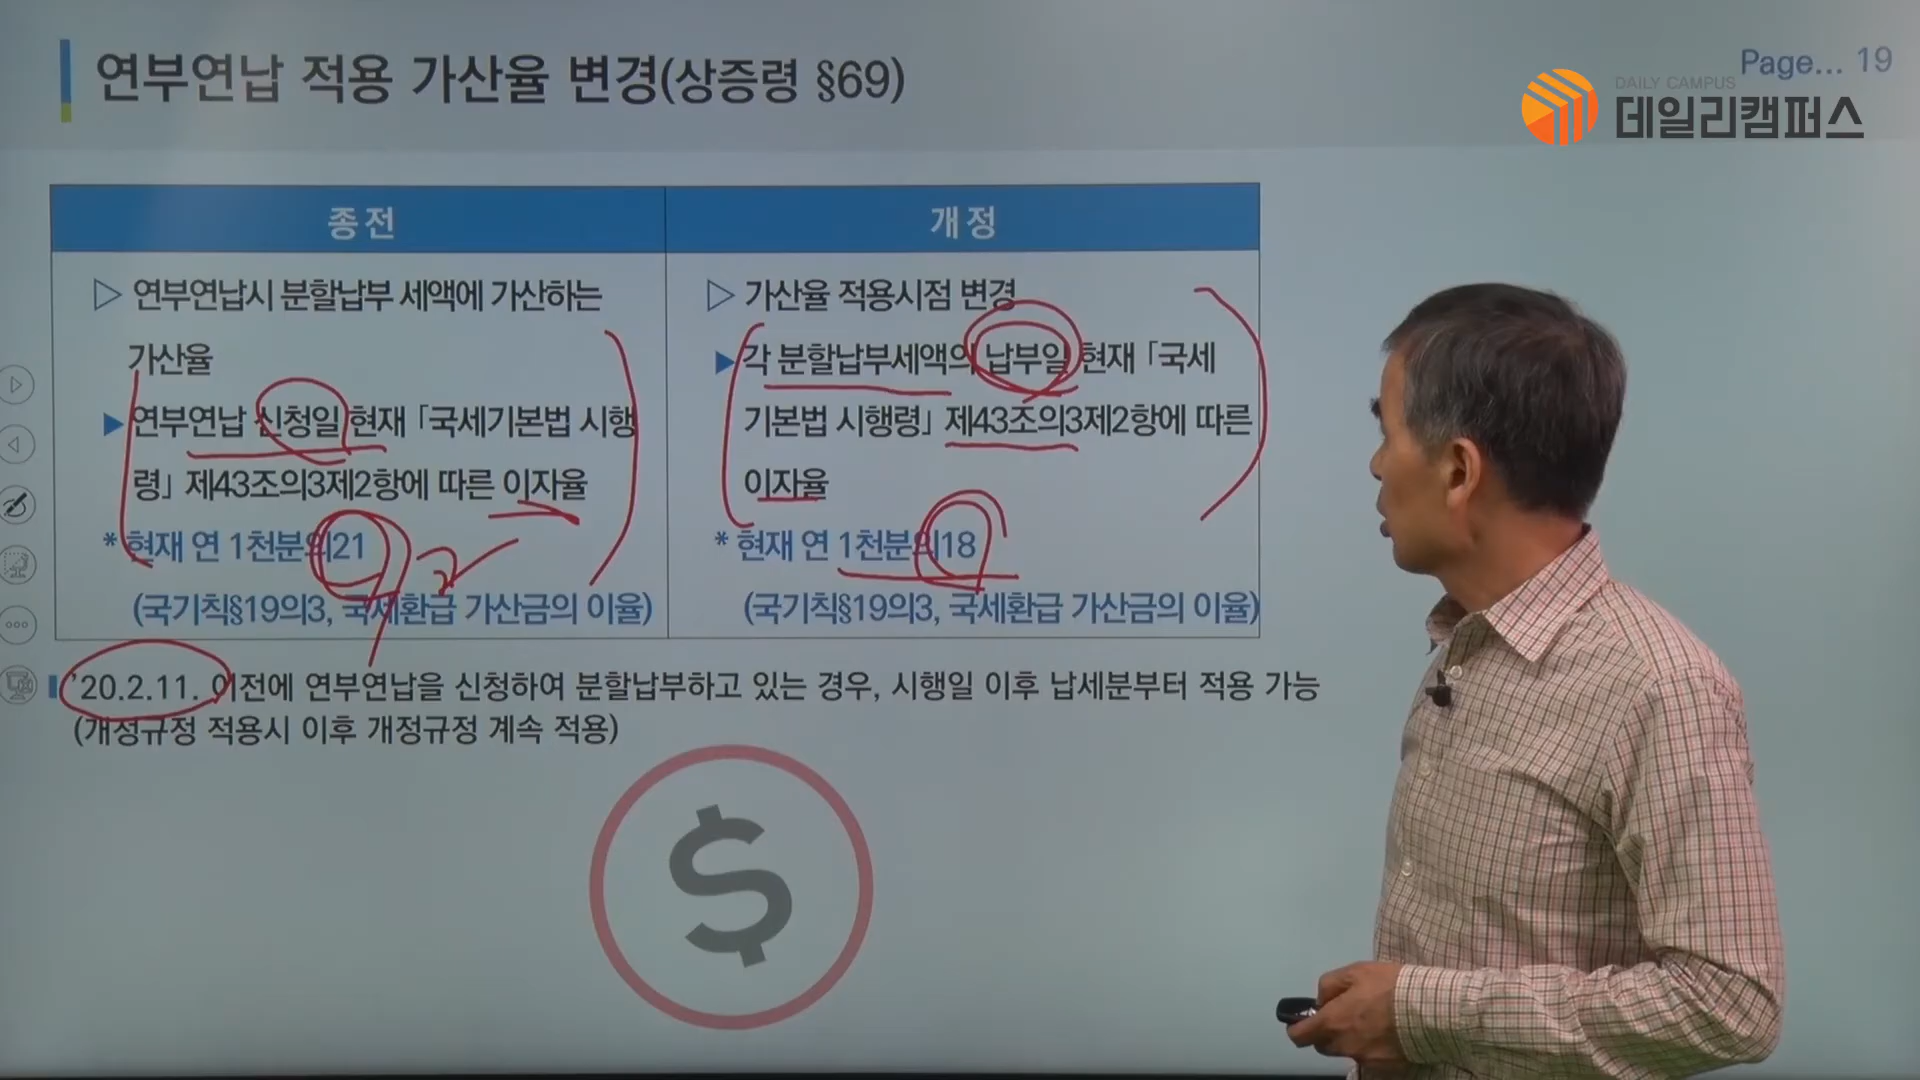 연부연납 적용 가산율 변경(상증령 §69)
Page... 19
DAILY CAMPUS
데일리캠퍼스
종전
▷ 연부연납시 분할납부 세액에 가산하는
가산율
▶ 연부연납 신청일 현재 「국세기본법 시행
령」 제43조의3제2항에 따른 이자율
* 현재 연 1천분의21
(국기칙§19의3, 국세환급 가산금의 이율)
개정
▷ 가산율 적용시점 변경
▶ 각 분할납부세액의 납부일 현재 「국세
기본법 시행령」 제43조의3제2항에 따른
이자율
* 현재 연 1천분의18
(국기칙§19의3, 국세환급 가산금의 이율)
'20.2.11. 이전에 연부연납을 신청하여 분할납부하고 있는 경우, 시행일 이후 납세분부터 적용 가능
(개정규정 적용시 이후 개정규정 계속 적용)
$